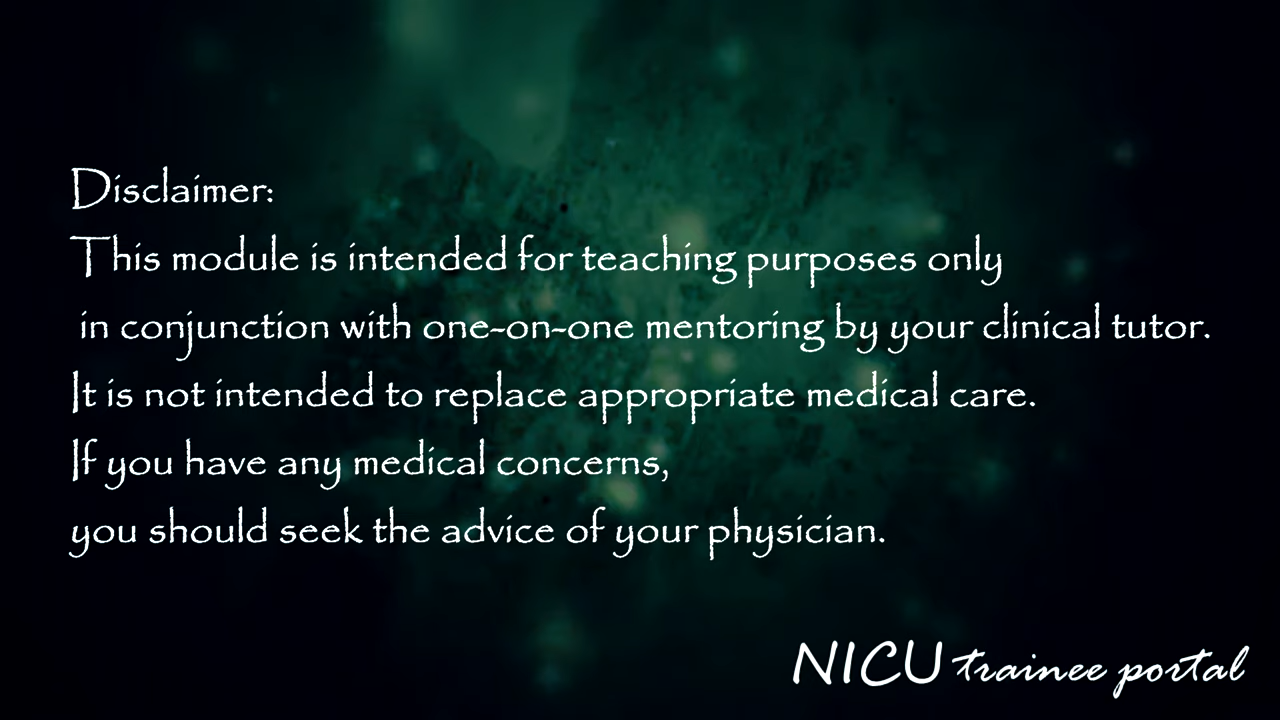 Disclaimer:
This module is intended for teaching purposes only
in conjunction with one-on-one mentoring by your clinical tutor.
It is not intended to replace appropriate medical care.
If you have any medical concerns,
you should seek the advice of your physician.
NICU trainee portal